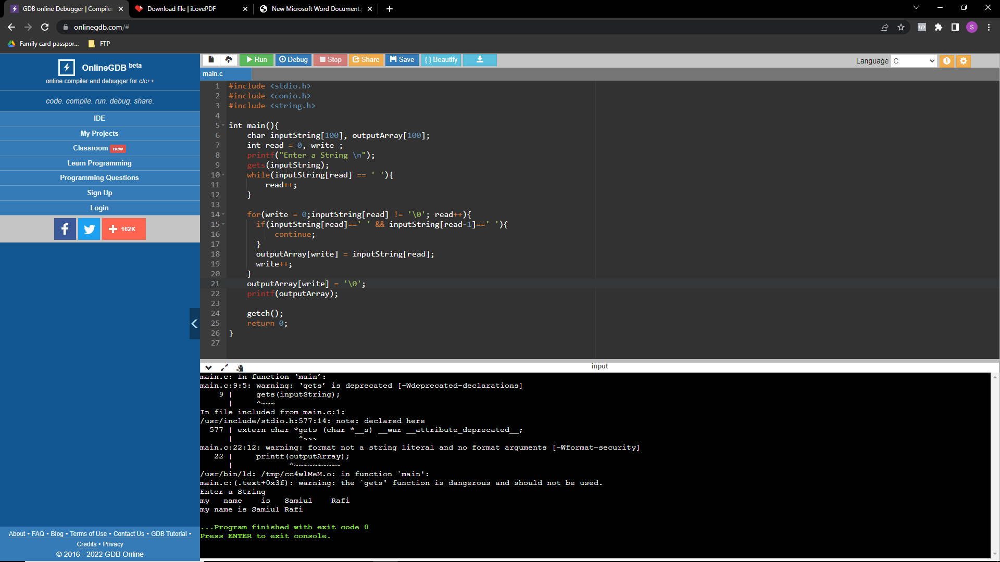 GDB online Debugger | Compiler
Download file | iLovePDF
New Microsoft Word Document.
onlinegdb.com/#
S
Family card passpor...
FTP
OnlineGDB beta
online compiler and debugger for c/c++
code. compile. run. debug. share.
IDE
My Projects
Classroom new
Learn Programming
Programming Questions
Sign Up
Login
f
+ 162K
About • FAQ • Blog • Terms of Use • Contact Us • GDB Tutorial •
Credits • Privacy
© 2016 - 2022 GDB Online
Run Debug Stop Share Save { } Beautify
Language C
main.c
1 #include <stdio.h>
2 #include <conio.h>
3 #include <string.h>
4
5 int main(){
6     char inputString[100], outputArray[100];
7     int read = 0, write ;
8     printf("Enter a String \n");
9     gets(inputString);
10     while(inputString[read] == ' '){
11         read++;
12     }
13
14     for(write = 0;inputString[read] != '\0'; read++){
15       if(inputString[read]==' ' && inputString[read-1]==' '){
16           continue;
17       }
18       outputArray[write] = inputString[read];
19       write++;
20     }
21     outputArray[write] = '\0';
22     printf(outputArray);
23
24     getch();
25     return 0;
26 }
27
input
main.c: In function ‘main’:
main.c:9:5: warning: ‘gets’ is deprecated [-Wdeprecated-declarations]
    9 |     gets(inputString);
      |     ^~~~
In file included from main.c:1:
/usr/include/stdio.h:577:14: note: declared here
  577 | extern char *gets (char *__s) __wur __attribute_deprecated__;
      |              ^~~~
main.c:22:12: warning: format not a string literal and no format arguments [-Wformat-security]
   22 |     printf(outputArray);
      |            ^~~~~~~~~~~
/usr/bin/ld: /tmp/cc4wlMeM.o: in function `main':
main.c:(.text+0x3f): warning: the `gets' function is dangerous and should not be used.
Enter a String
my   name    is   Samiul    Rafi
my name is Samiul Rafi
...Program finished with exit code 0
Press ENTER to exit console.